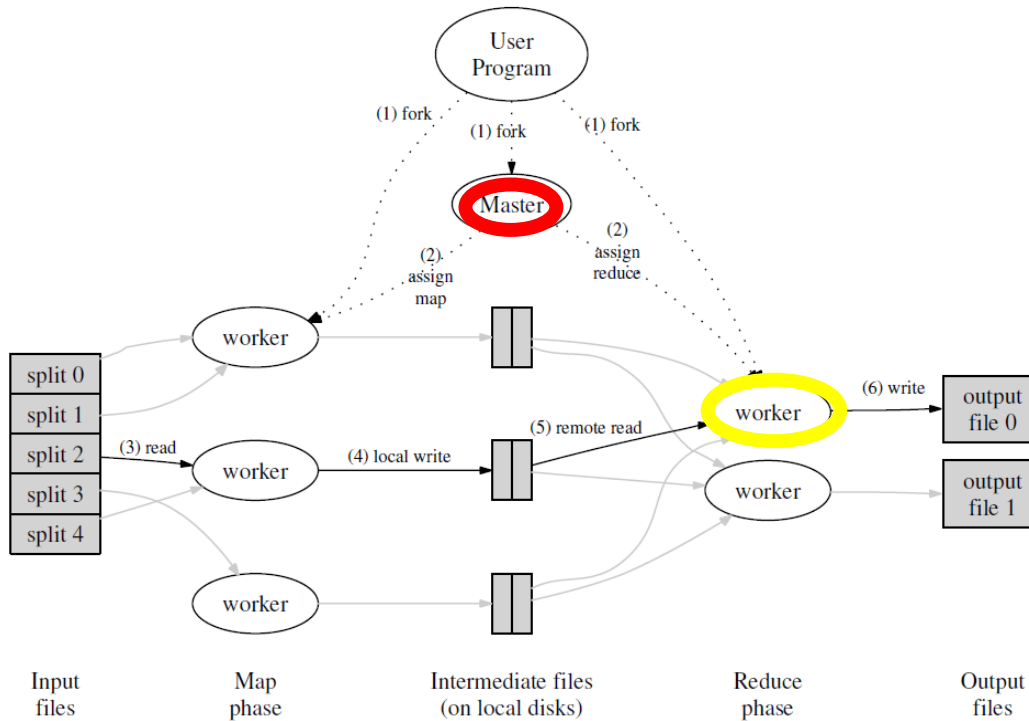 User
Program
(1) fork
(1) fork
(1) fork
Master
(2)
assign
map
(2)
assign
reduce
worker
split 0
split 1
split 2
split 3
split 4
(3) read
worker
(4) local write
(5) remote read
worker
(6) write
output
file 0
worker
output
file 1
worker
Input
files
Map
phase
Intermediate files
(on local disks)
Reduce
phase
Output
files